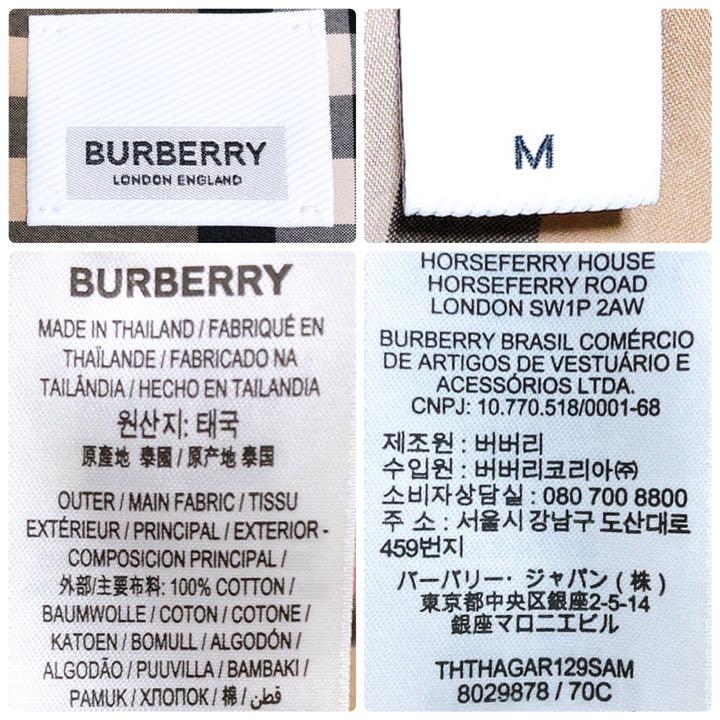 BURBERRY
LONDON ENGLAND
M
BURBERRY
MADE IN THAILAND / FABRIQUÉ EN
THAÏLANDE / FABRICADO NA
TAILÂNDIA / HECHO EN TAILANDIA
원산지: 태국
原產地 泰國 / 原产地 泰国
OUTER / MAIN FABRIC / TISSU
EXTÉRIEUR / PRINCIPAL / EXTERIOR -
COMPOSICION PRINCIPAL /
外部/主要布料: 100% COTTON /
BAUMWOLLE / COTON / COTONE /
KATOEN / BOMULL / ALGODÓN /
ALGODÃO / PUUVILLA / BAMBAKI /
PAMUK / ХЛОПОК / 棉 / قطن
HORSEFERRY HOUSE
HORSEFERRY ROAD
LONDON SW1P 2AW
BURBERRY BRASIL COMÉRCIO
DE ARTIGOS DE VESTUÁRIO E
ACESSÓRIOS LTDA.
CNPJ: 10.770.518/0001-68
제조원 : 버버리
수입원 : 버버리코리아㈜
소비자상담실 : 080 700 8800
주 소 : 서울시강남구 도산대로
459번지
バーバリー・ジャパン ( 株 )
東京都中央区銀座2-5-14
銀座マロニエビル
THTHAGAR129SAM
8029878 / 70C